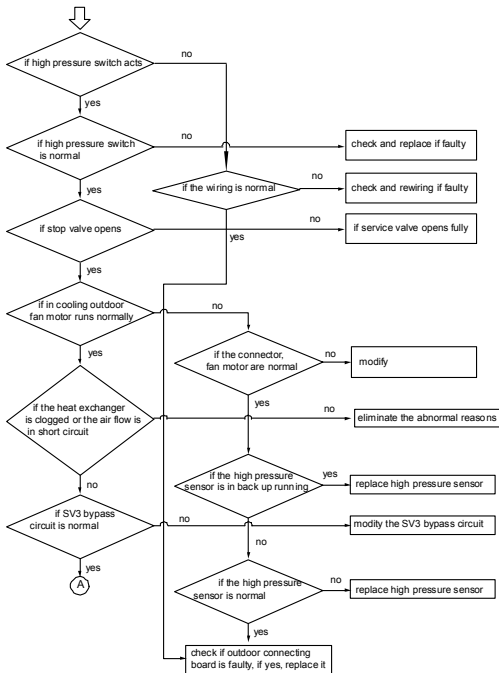 if high pressure switch acts
no
yes
if high pressure switch
is normal
no
check and replace if faulty
yes
if the wiring is normal
no
check and rewiring if faulty
if stop valve opens
no
if service valve opens fully
yes
yes
if in cooling outdoor
fan motor runs normally
no
yes
if the connector,
fan motor are normal
no
modify
yes
if the heat exchanger
is clogged or the air flow is
in short circuit
no
eliminate the abnormal reasons
no
if the high pressure
sensor is in back up running
yes
replace high pressure sensor
if SV3 bypass
circuit is normal
no
modity the SV3 bypass circuit
yes
no
A
if the high pressure
sensor is normal
no
replace high pressure sensor
yes
check if outdoor connecting
board is faulty, if yes, replace it